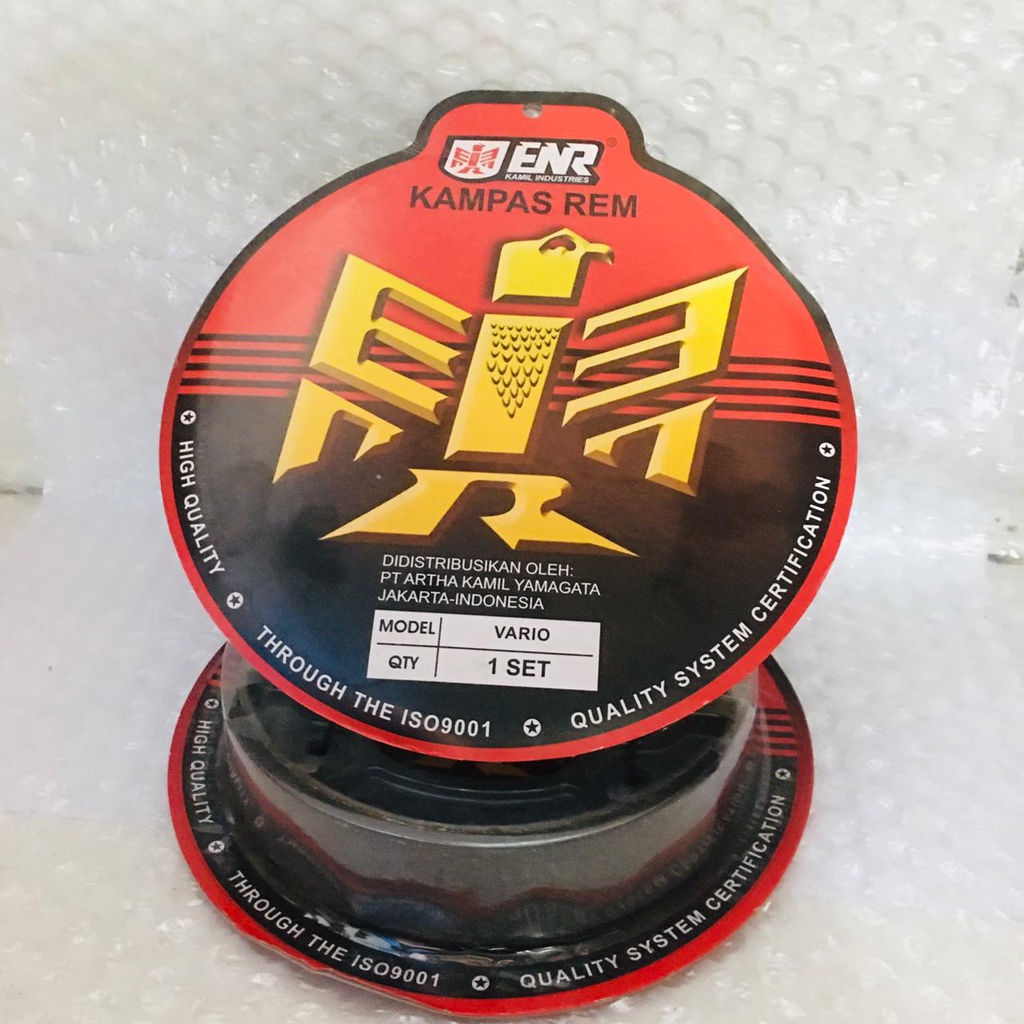 ENR®
KAMIL INDUSTRIES
KAMPAS REM
DIDISTRIBUSIKAN OLEH:
PT ARTHA KAMIL YAMAGATA
JAKARTA-INDONESIA
MODEL VARIO
QTY 1 SET
HIGH QUALITY
THROUGH THE ISO9001
QUALITY SYSTEM CERTIFICATION
HIGH QUALITY
THROUGH THE ISO9001
QUALITY SYSTEM CERTIFICATION